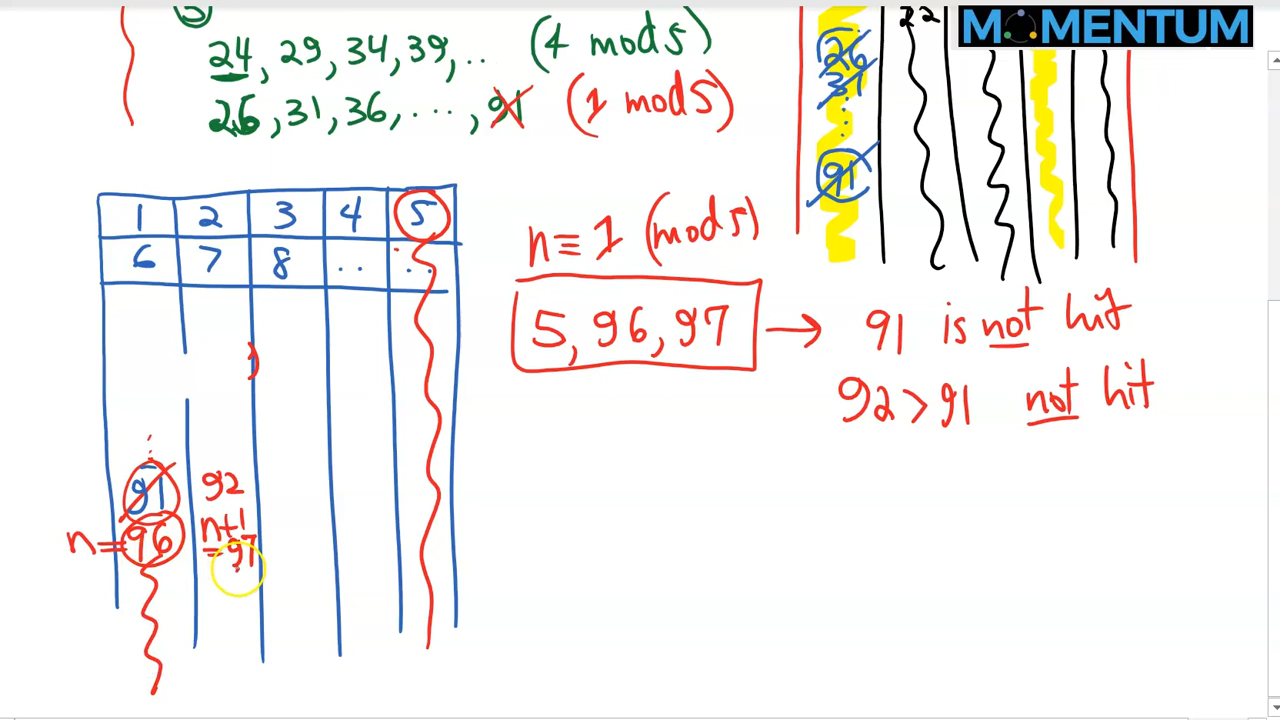 MOMENTUM
3
24, 29, 34, 39, .. (4 mod 5)
26, 31, 36, ..., 91 (1 mod 5)
22
26
31
91
1 2 3 4 5
6 7 8 .. ..
n ≡ 1 (mod 5)
5, 96, 97 → 91 is not hit
92 > 91 not hit
91 92
n = 96 n+1
= 97